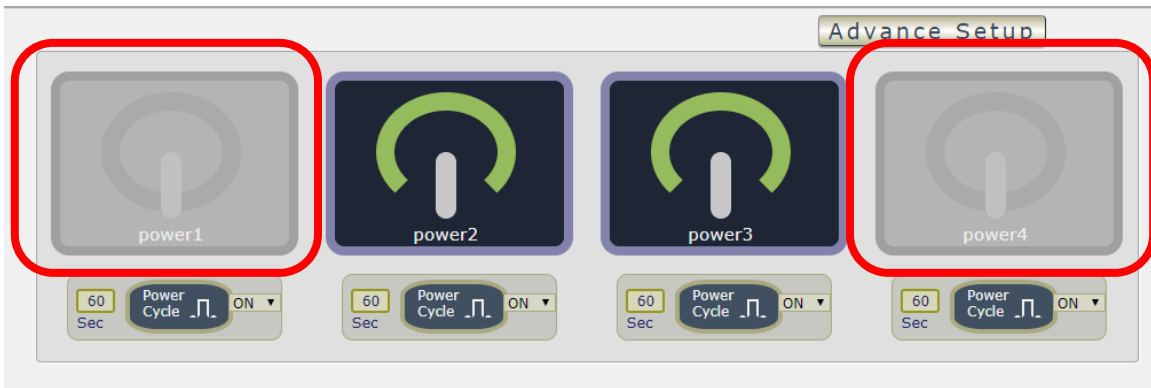 Advance Setup
power1
power2
power3
power4
60
Sec
Power
Cycle
ON
60
Sec
Power
Cycle
ON
60
Sec
Power
Cycle
ON
60
Sec
Power
Cycle
ON